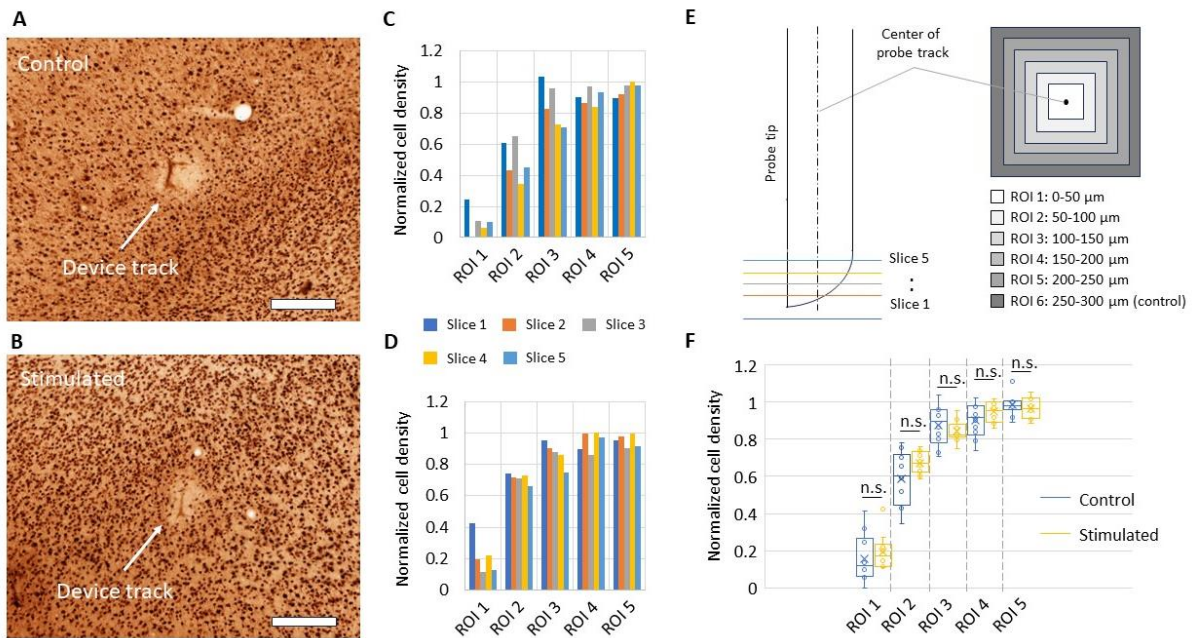 A
Control
Device track
B
Stimulated
Device track
C
Normalized cell density
1.2
1
0.8
0.6
0.4
0.2
0
ROI 1
ROI 2
ROI 3
ROI 4
ROI 5
Slice 1
Slice 2
Slice 3
Slice 4
Slice 5
D
Normalized cell density
1.2
1
0.8
0.6
0.4
0.2
0
ROI 1
ROI 2
ROI 3
ROI 4
ROI 5
E
Center of
probe track
Probe tip
Slice 5
⋮
Slice 1
ROI 1: 0-50 µm
ROI 2: 50-100 µm
ROI 3: 100-150 µm
ROI 4: 150-200 µm
ROI 5: 200-250 µm
ROI 6: 250-300 µm (control)
F
Normalized cell density
1.2
1
0.8
0.6
0.4
0.2
0
n.s.
n.s.
n.s.
n.s.
n.s.
Control
Stimulated
ROI 1
ROI 2
ROI 3
ROI 4
ROI 5